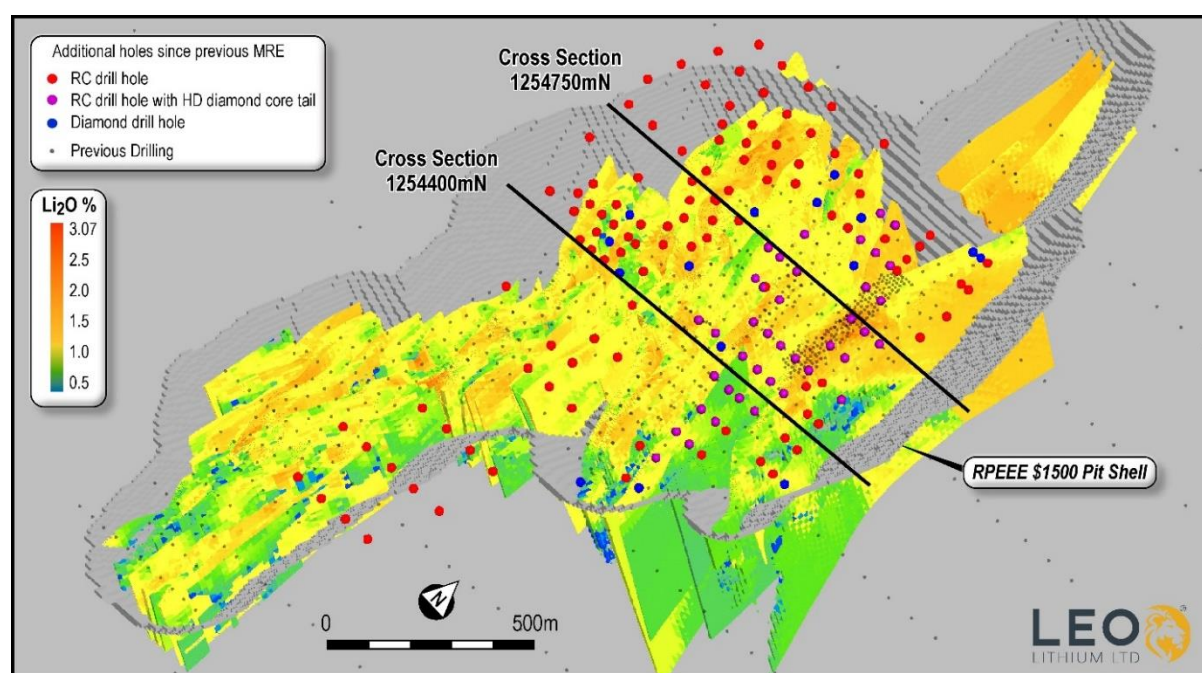 Additional holes since previous MRE
RC drill hole
RC drill hole with HD diamond core tail
Diamond drill hole
Previous Drilling
Li₂O %
3.07
2.5
2.0
1.0
0.5
Cross Section
1254750mN
Cross Section
1254400mN
RPEEE $1500 Pit Shell
N
0
500m
LEO
LITHIUM LTD